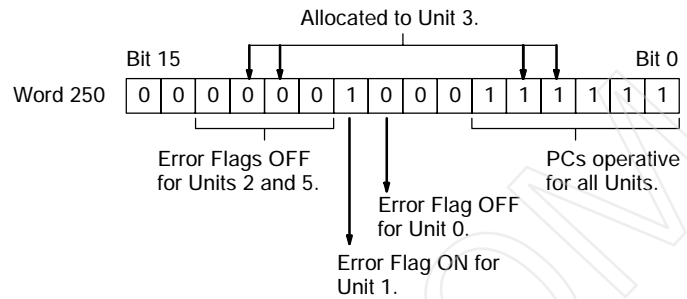 Allocated to Unit 3.
Bit 15 Bit 0
Word 250 0 0 0 0 0 0 1 0 0 0 1 1 1 1 1 1
Error Flags OFF
for Units 2 and 5.
PCs operative
for all Units.
Error Flag OFF
for Unit 0.
Error Flag ON for
Unit 1.